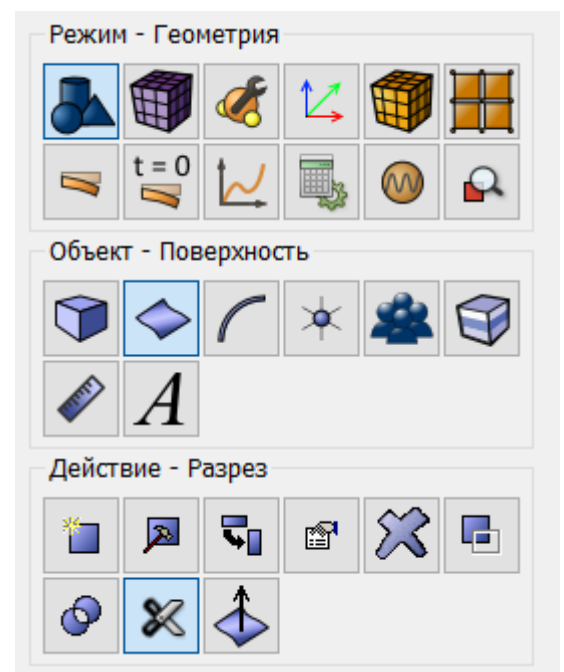 Режим - Геометрия
t = 0
Объект - Поверхность
A
Действие - Разрез